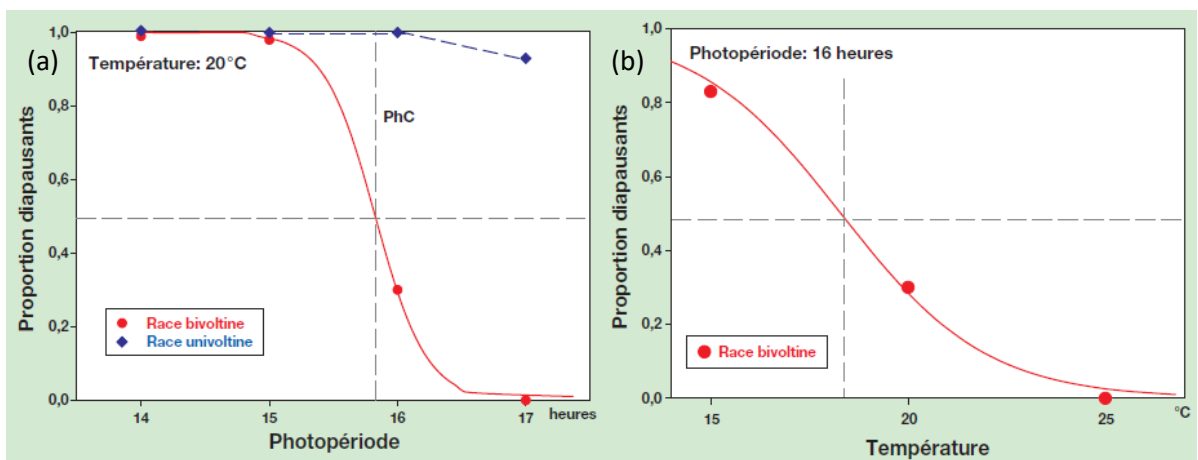 (a)
Température: 20°C
PhC
Proportion diapausants
1,0
0,8
0,6
0,4
0,2
0,0
Race bivoltine
Race univoltine
14
15
16
17
heures
Photopériode
(b)
Photopériode: 16 heures
Proportion diapausants
1,0
0,8
0,6
0,4
0,2
0,0
Race bivoltine
15
20
25
°C
Température